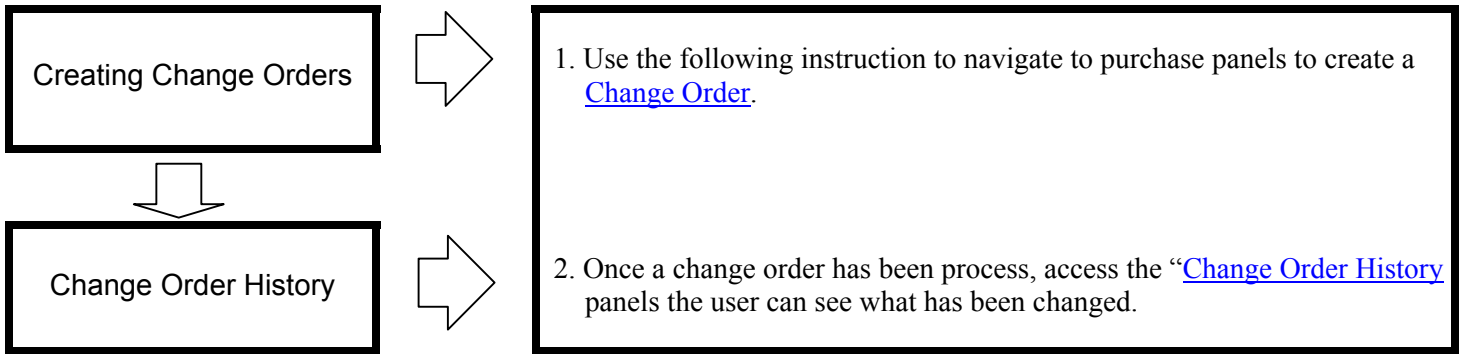 Creating Change Orders
1. Use the following instruction to navigate to purchase panels to create a
Change Order.
Change Order History
2. Once a change order has been process, access the “Change Order History
panels the user can see what has been changed.